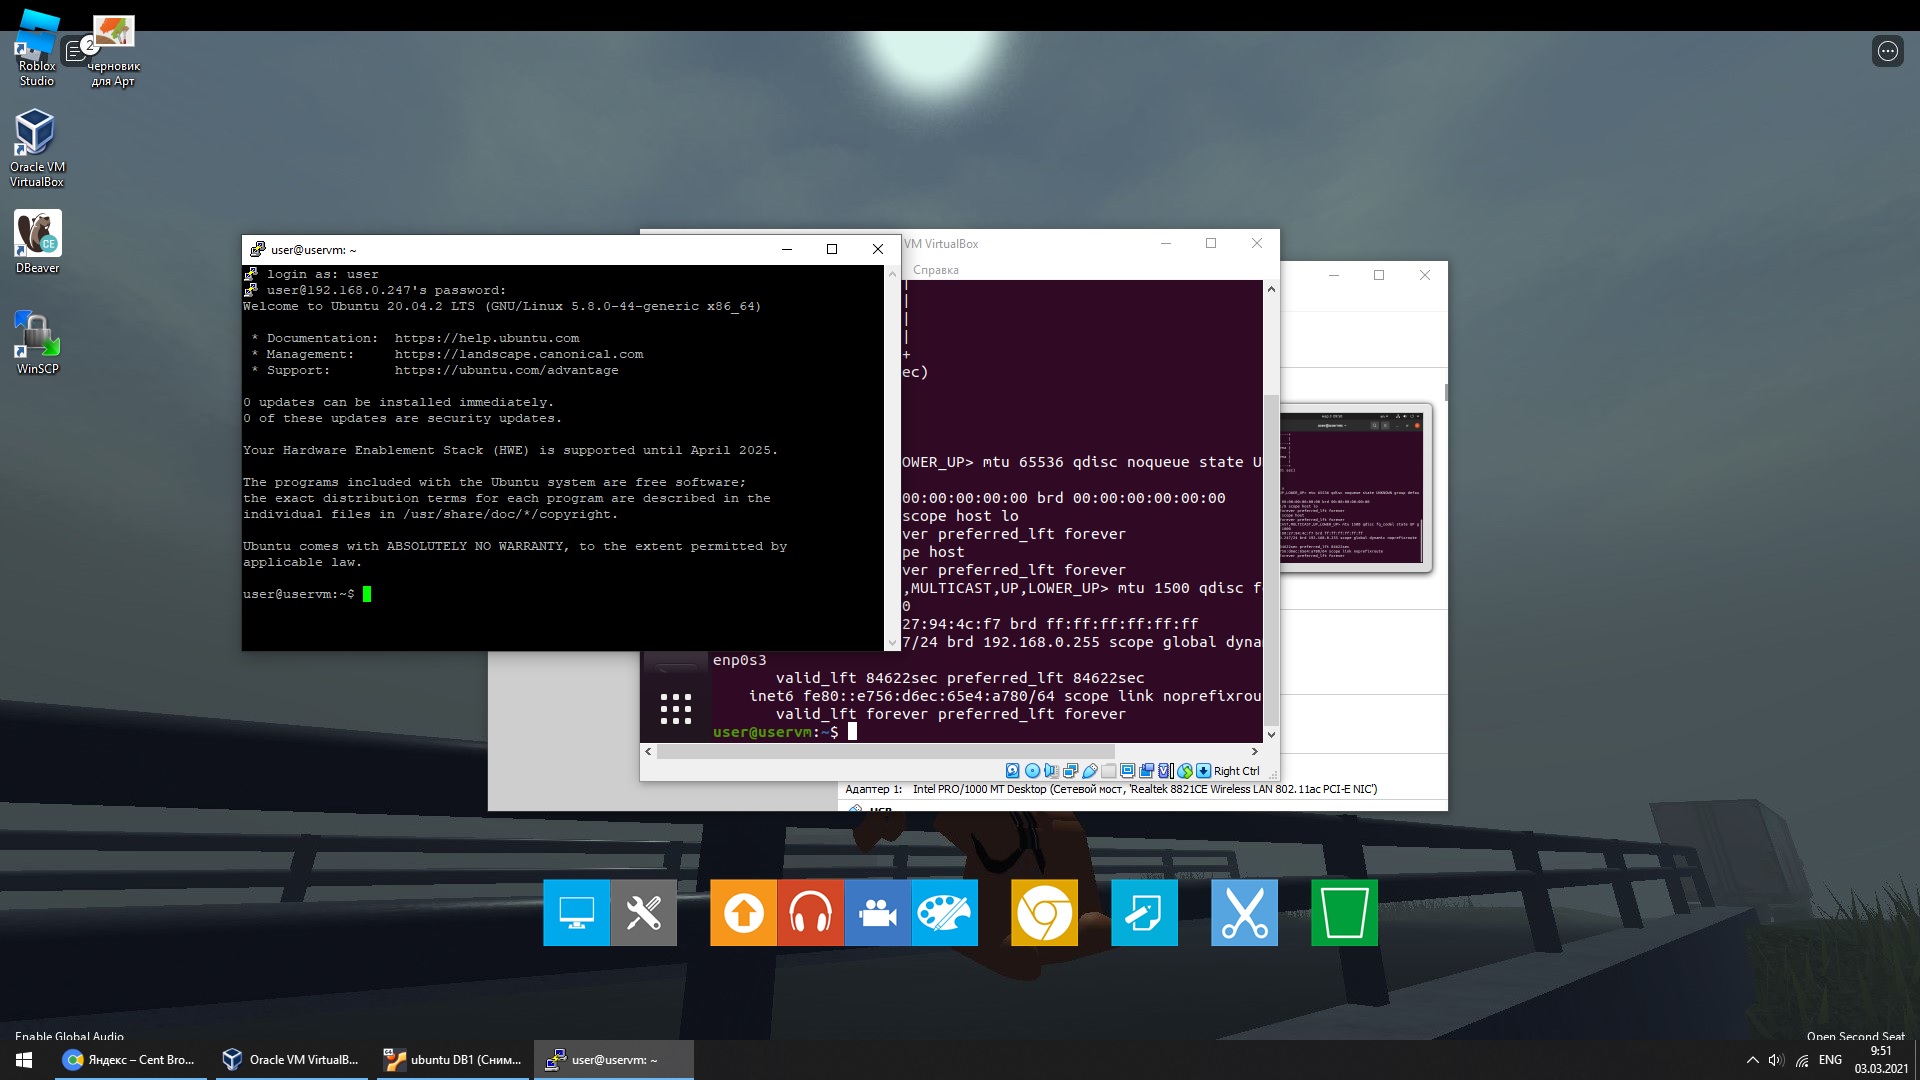 Roblox
Studio
2
черновик
для Арт
Oracle VM
VirtualBox
CE
DBeaver
WinSCP
user@uservm: ~
login as: user
user@192.168.0.247's password:
Welcome to Ubuntu 20.04.2 LTS (GNU/Linux 5.8.0-44-generic x86_64)
* Documentation:  https://help.ubuntu.com
* Management:     https://landscape.canonical.com
* Support:        https://ubuntu.com/advantage
0 updates can be installed immediately.
0 of these updates are security updates.
Your Hardware Enablement Stack (HWE) is supported until April 2025.
The programs included with the Ubuntu system are free software;
the exact distribution terms for each program are described in the
individual files in /usr/share/doc/*/copyright.
Ubuntu comes with ABSOLUTELY NO WARRANTY, to the extent permitted by
applicable law.
user@uservm:~$
VM VirtualBox
Справка
|
|
|
|
+
ec)
OWER_UP> mtu 65536 qdisc noqueue state U
00:00:00:00:00 brd 00:00:00:00:00:00
scope host lo
ver preferred_lft forever
pe host
ver preferred_lft forever
,MULTICAST,UP,LOWER_UP> mtu 1500 qdisc f
0
27:94:4c:f7 brd ff:ff:ff:ff:ff:ff
7/24 brd 192.168.0.255 scope global dyna
enp0s3
valid_lft 84622sec preferred_lft 84622sec
inet6 fe80::e756:d6ec:65e4:a780/64 scope link noprefixrou
valid_lft forever preferred_lft forever
user@uservm:~$
Right Ctrl
Адаптер 1: Intel PRO/1000 MT Desktop (Сетевой мост, 'Realtek 8821CE Wireless LAN 802.11ac PCI-E NIC')
USB
Enable Global Audio
Open Second Seat
Яндекс – Cent Bro...
Oracle VM VirtualB...
ubuntu DB1 (Сним...
user@uservm: ~
ENG
9:51
03.03.2021